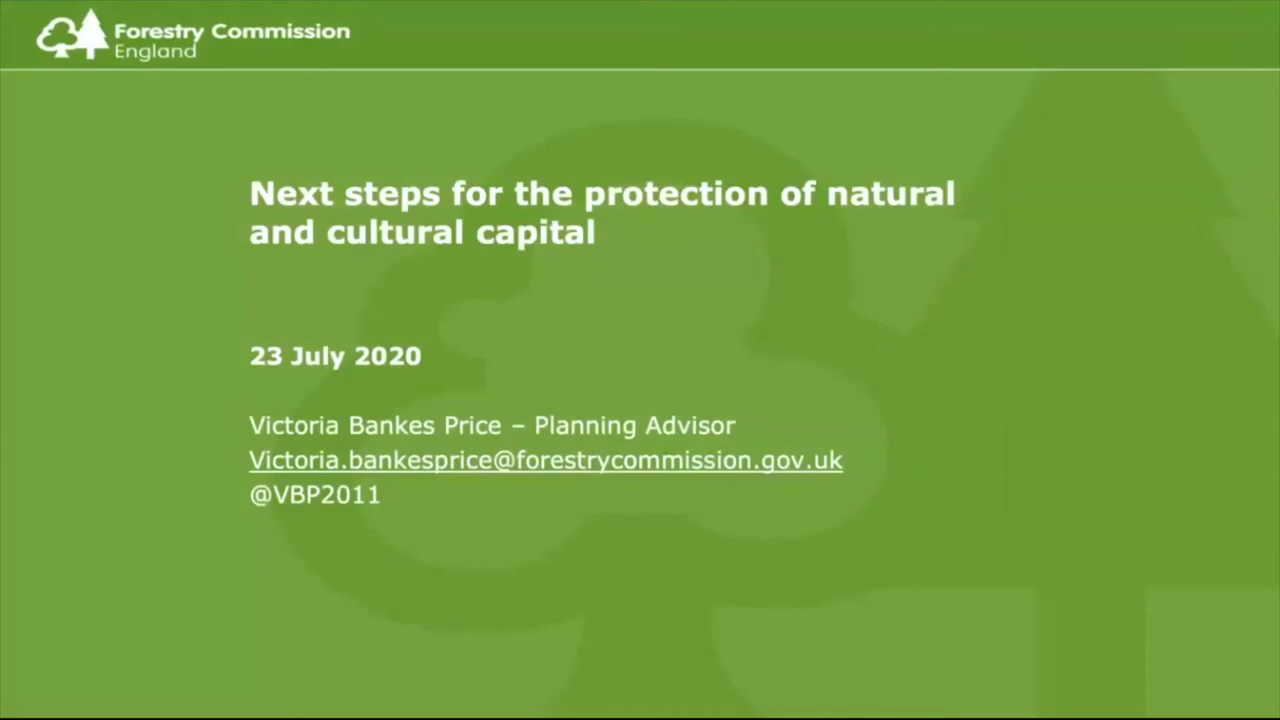 Forestry Commission
England
Next steps for the protection of natural
and cultural capital
23 July 2020
Victoria Bankes Price – Planning Advisor
Victoria.bankesprice@forestrycommission.gov.uk
@VBP2011